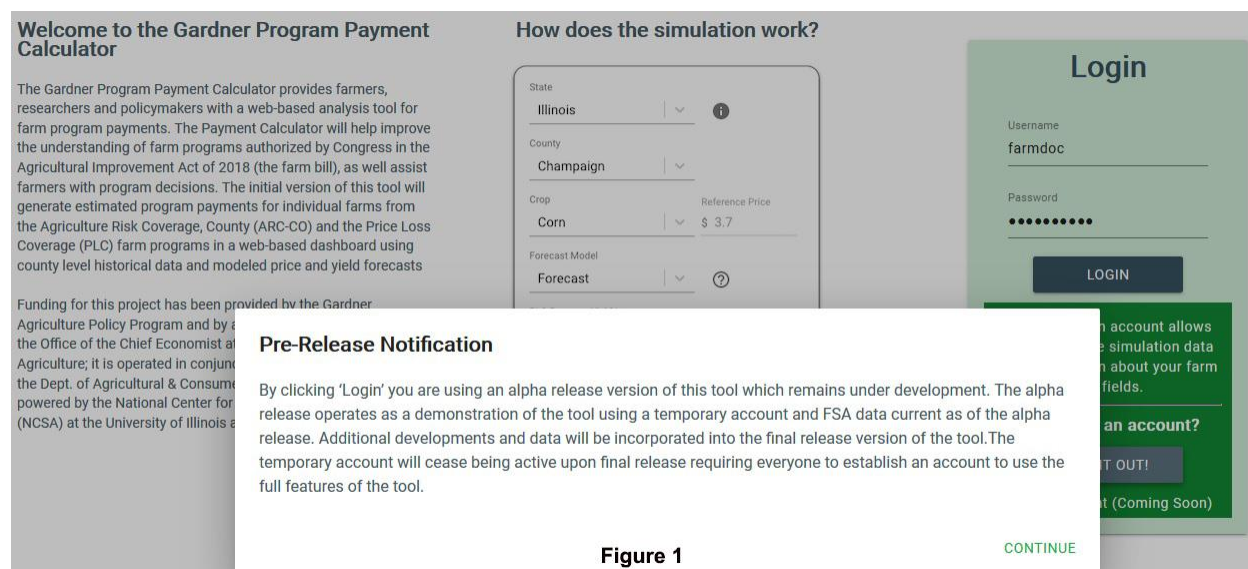 Welcome to the Gardner Program Payment
Calculator
The Gardner Program Payment Calculator provides farmers,
researchers and policymakers with a web-based analysis tool for
farm program payments. The Payment Calculator will help improve
the understanding of farm programs authorized by Congress in the
Agricultural Improvement Act of 2018 (the farm bill), as well assist
farmers with program decisions. The initial version of this tool will
generate estimated program payments for individual farms from
the Agriculture Risk Coverage, County (ARC-CO) and the Price Loss
Coverage (PLC) farm programs in a web-based dashboard using
county level historical data and modeled price and yield forecasts
Funding for this project has been provided by the Gardner
Agriculture Policy Program and by
the Office of the Chief Economist
Agriculture; it is operated in
the Dept. of Agricultural &
powered by the National Center for
(NCSA) at the University of Illinois
How does the simulation work?
State
Illinois
County
Champaign
Crop
Reference Price
Corn
$ 3.7
Forecast Model
Forecast
Login
Username
farmdoc
Password
••••••••••
LOGIN
account allows
simulation data
about your farm
fields.
an account?
OUT!
(Coming Soon)
Pre-Release Notification
By clicking ‘Login’ you are using an alpha release version of this tool which remains under development. The alpha
release operates as a demonstration of the tool using a temporary account and FSA data current as of the alpha
release. Additional developments and data will be incorporated into the final release version of the tool.The
temporary account will cease being active upon final release requiring everyone to establish an account to use the
full features of the tool.
CONTINUE
Figure 1